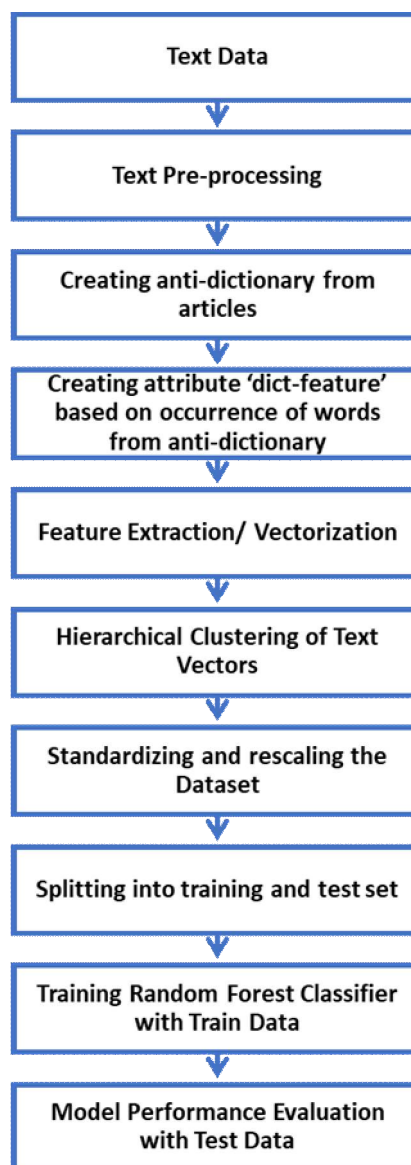 Text Data
Text Pre-processing
Creating anti-dictionary from
articles
Creating attribute ‘dict-feature’
based on occurrence of words
from anti-dictionary
Feature Extraction/ Vectorization
Hierarchical Clustering of Text
Vectors
Standardizing and rescaling the
Dataset
Splitting into training and test set
Training Random Forest Classifier
with Train Data
Model Performance Evaluation
with Test Data